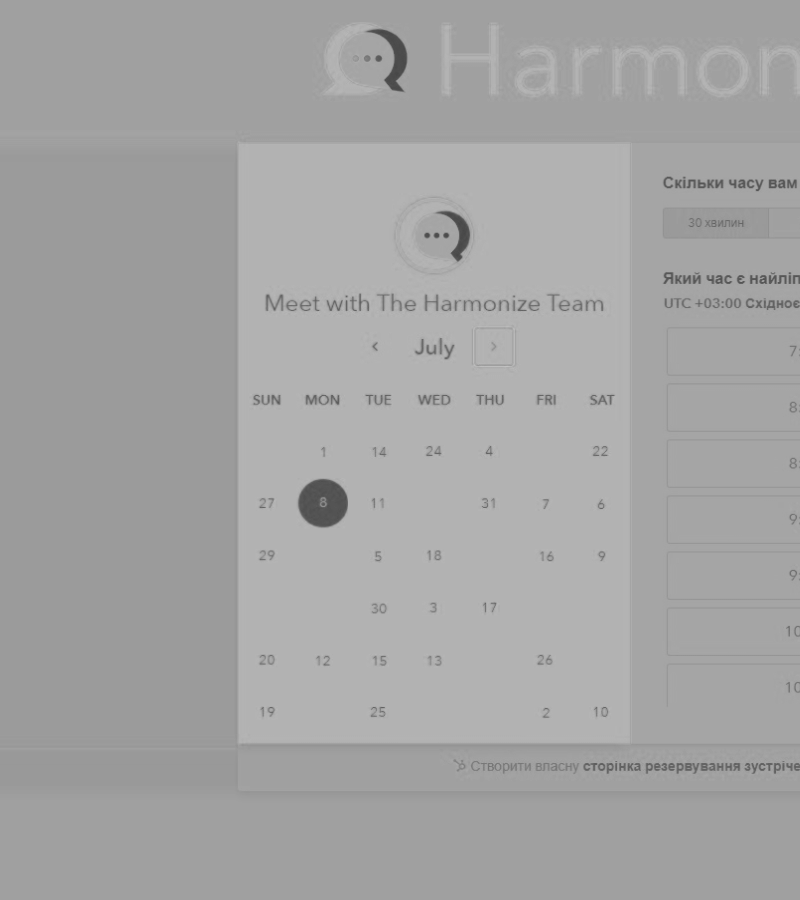 Harmon
Meet with The Harmonize Team
July
SUN MON TUE WED THU FRI SAT
1 14 24 4 22
27 8 11 31 7 6
29 5 18 16 9
30 3 17
20 12 15 13 26
19 25 2 10
Скільки часу вам
30 хвилин
Який час є найліп
UTC +03:00 Східноє
7:
8:
8:
9:
9:
10
10
Створити власну сторінка резервування зустріче